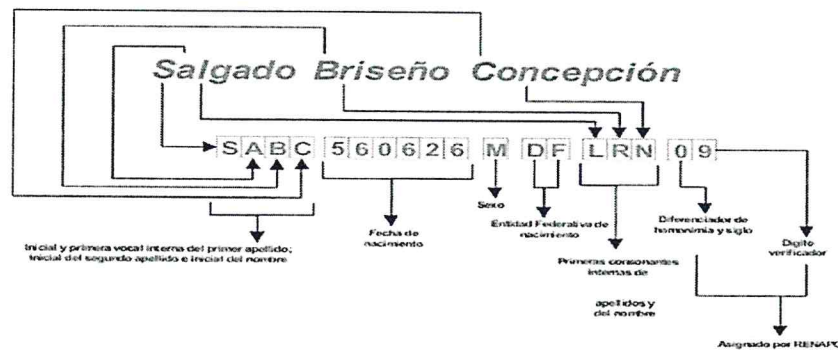 Salgado Briseño Concepción
S A B C 5 6 0 6 2 6 M D F L R N 0 9
Inicial y primera vocal interna del primer apellido;
Inicial del segundo apellido e inicial del nombre
Fecha de
nacimiento
Sexo
Entidad Federativa de
nacimiento
Primeras consonantes
internas de
apellidos y
del nombre
Diferenciador de
homonimia y siglo
Digito
verificador
Asignado por RENAPO